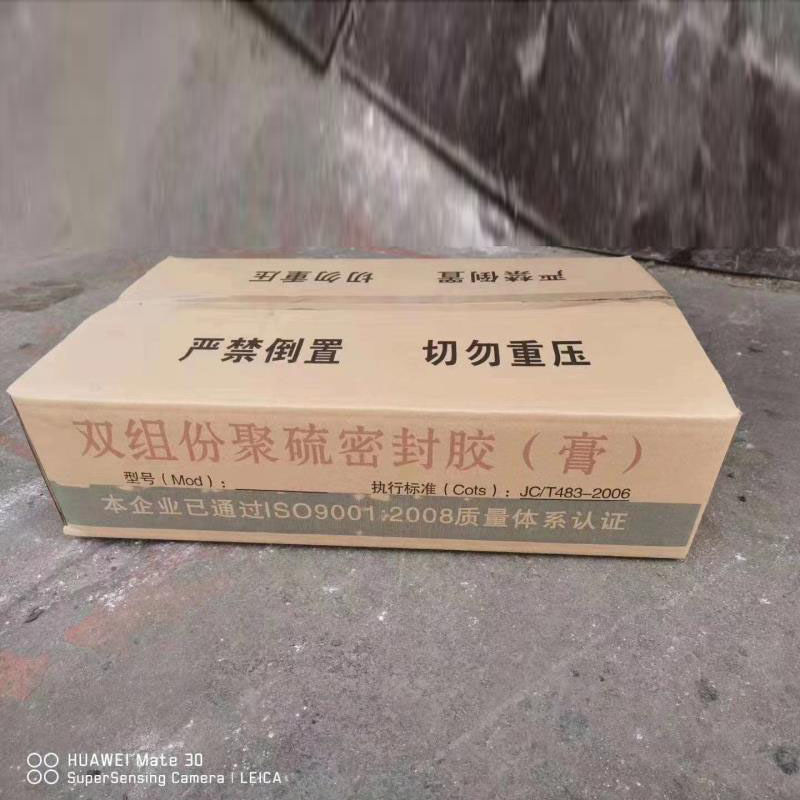 切勿重压 严禁倒置
严禁倒置 切勿重压
双组份聚硫密封胶（膏）
型号（Mod）： 执行标准（Cots）：JC/T483-2006
本企业已通过ISO9001:2008质量体系认证
HUAWEI Mate 30
SuperSensing Camera | LEICA